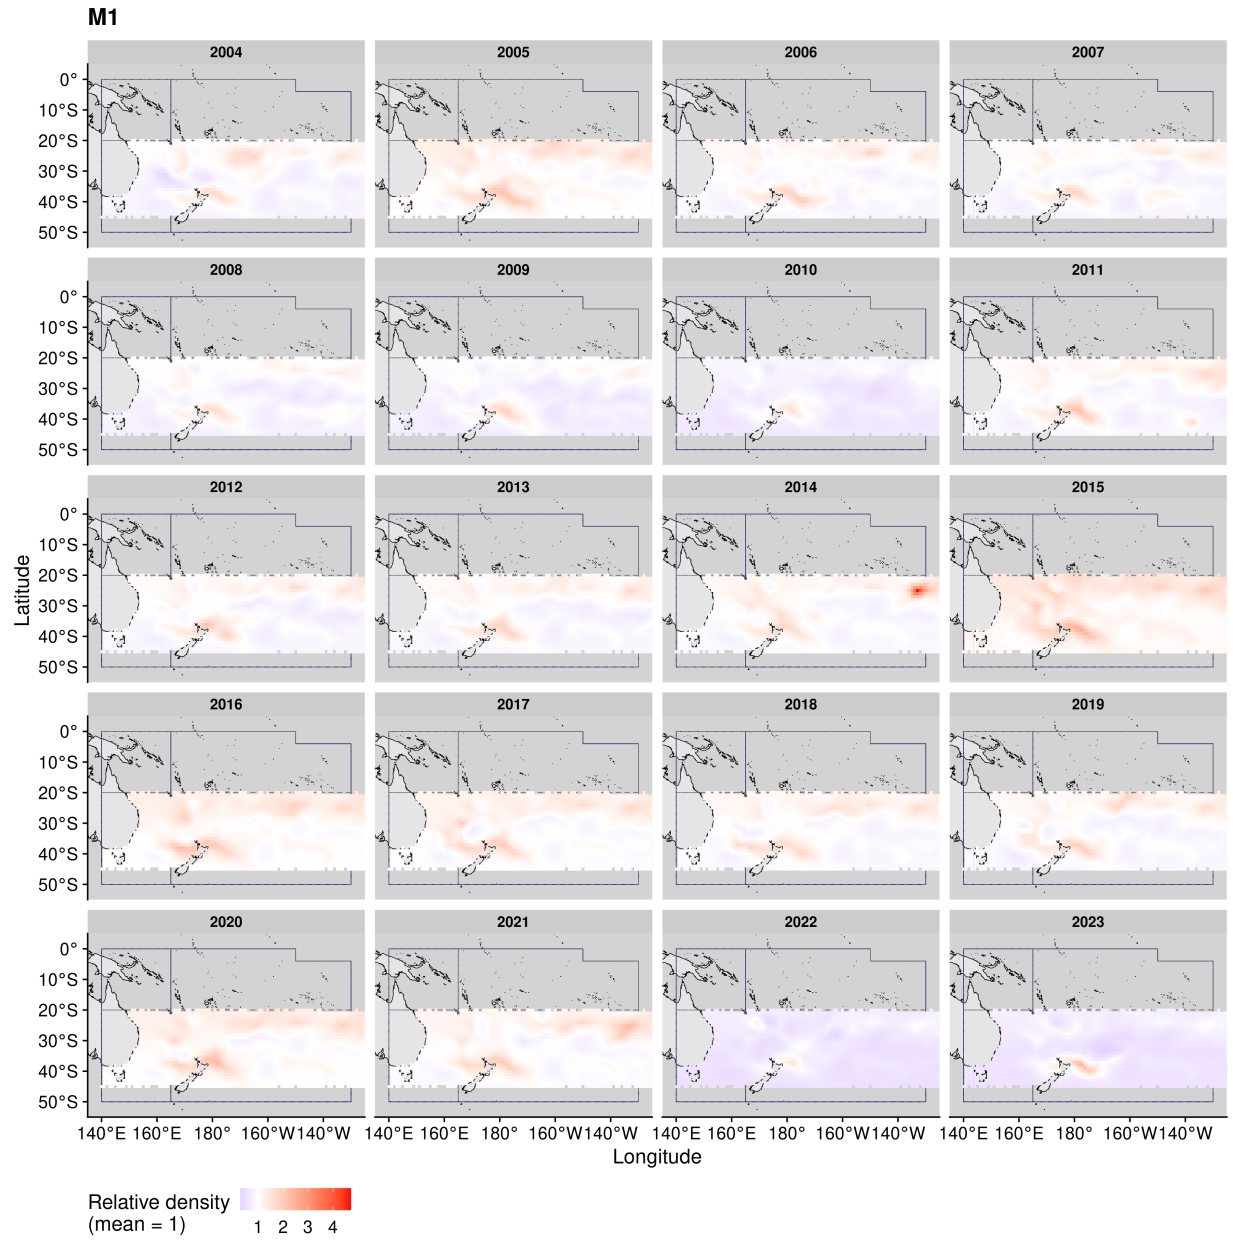 M1
2004 2005 2006 2007
0°
10°S
20°S
30°S
40°S
50°S
2008 2009 2010 2011
0°
10°S
20°S
30°S
40°S
50°S
2012 2013 2014 2015
0°
10°S
20°S
30°S
40°S
50°S
Latitude
2016 2017 2018 2019
0°
10°S
20°S
30°S
40°S
50°S
2020 2021 2022 2023
0°
10°S
20°S
30°S
40°S
50°S
140°E 160°E 180° 160°W 140°W 140°E 160°E 180° 160°W 140°W 140°E 160°E 180° 160°W 140°W 140°E 160°E 180° 160°W 140°W
Longitude
Relative density
(mean = 1)
1 2 3 4